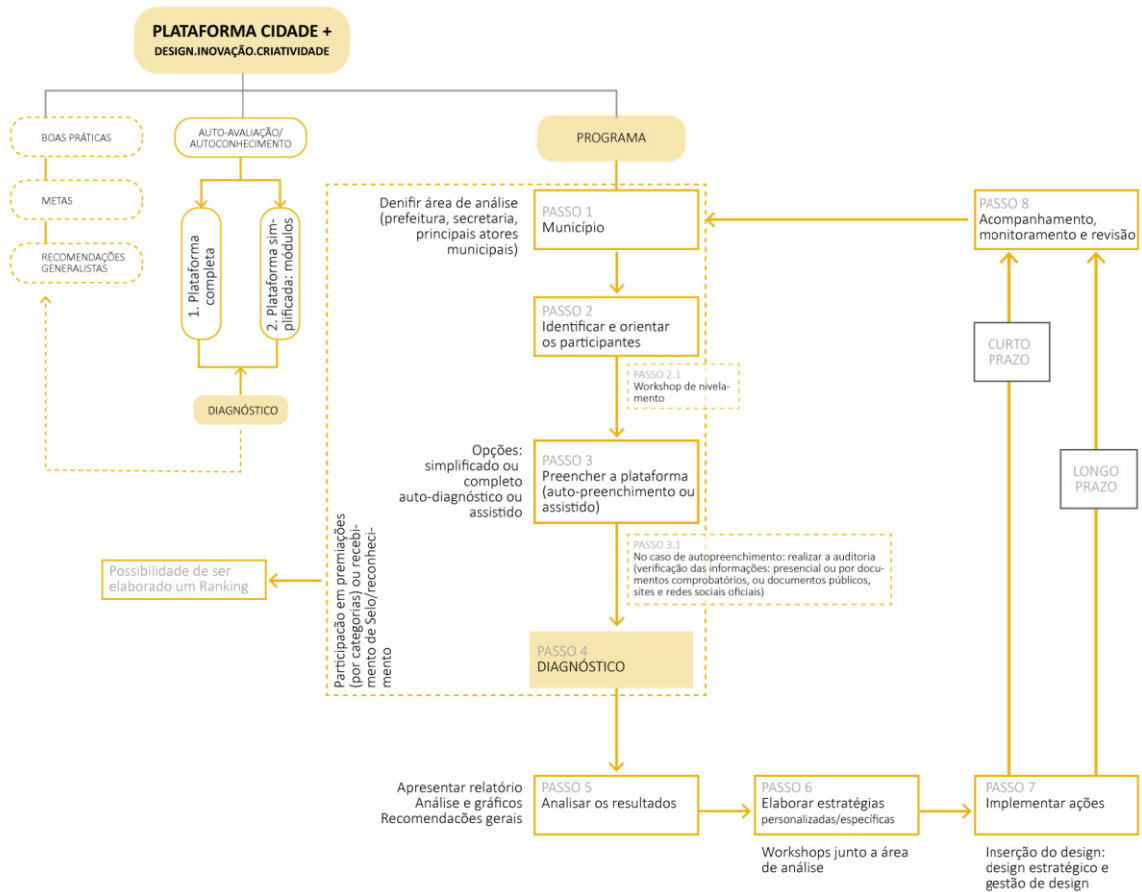 PLATAFORMA CIDADE +
DESIGN.INOVAÇÃO.CRIATIVIDADE
BOAS PRÁTICAS
METAS
RECOMENDAÇÕES
GENERALISTAS
AUTO-AVALIAÇÃO/
AUTOCONHECIMENTO
1. Plataforma
completa
2. Plataforma sim-
plificada: módulos
DIAGNÓSTICO
PROGRAMA
Denifir área de análise
(prefeitura, secretaria,
principais atores
municipais)
PASSO 1
Município
PASSO 2
Identificar e orientar
os participantes
PASSO 2.1
Workshop de nivela-
mento
Opções:
simplificado ou
completo
auto-diagnóstico ou
assistido
PASSO 3
Preencher a plataforma
(auto-preenchimento ou
assistido)
PASSO 3.1
No caso de autopreenchimento: realizar a auditoria
(verificação das informações: presencial ou por docu-
mentos comprobatórios, ou documentos públicos,
sites e redes sociais oficiais)
Participacão em premiações
(por categorias) ou recebi-
mento de Selo/reconheci-
mento
Possibilidade de ser
elaborado um Ranking
PASSO 4
DIAGNÓSTICO
Apresentar relatório
Análise e gráficos
Recomendacões gerais
PASSO 5
Analisar os resultados
PASSO 6
Elaborar estratégias
personalizadas/específicas
Workshops junto a área
de análise
PASSO 7
Implementar ações
Inserção do design:
design estratégico e
gestão de design
CURTO
PRAZO
LONGO
PRAZO
PASSO 8
Acompanhamento,
monitoramento e revisão